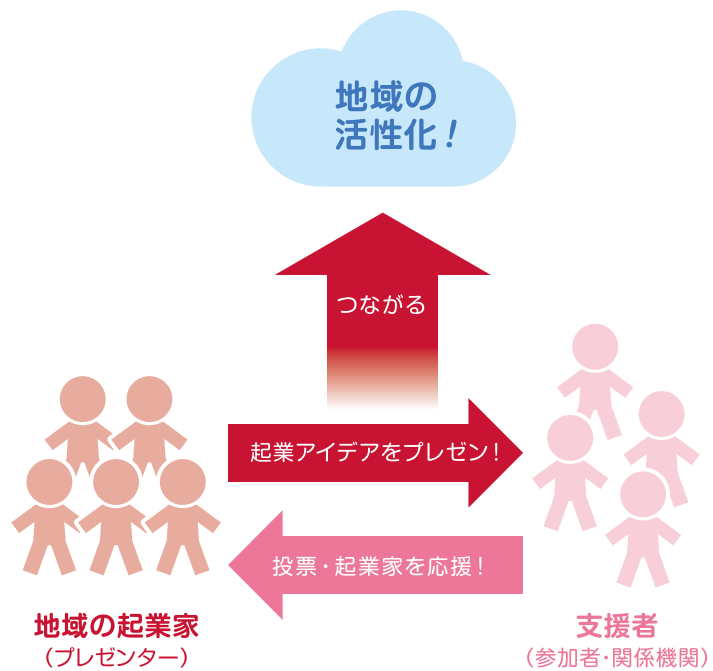 地域の
活性化！
つながる
起業アイデアをプレゼン！
投票・起業家を応援！
地域の起業家
（プレゼンター）
支援者
（参加者・関係機関）